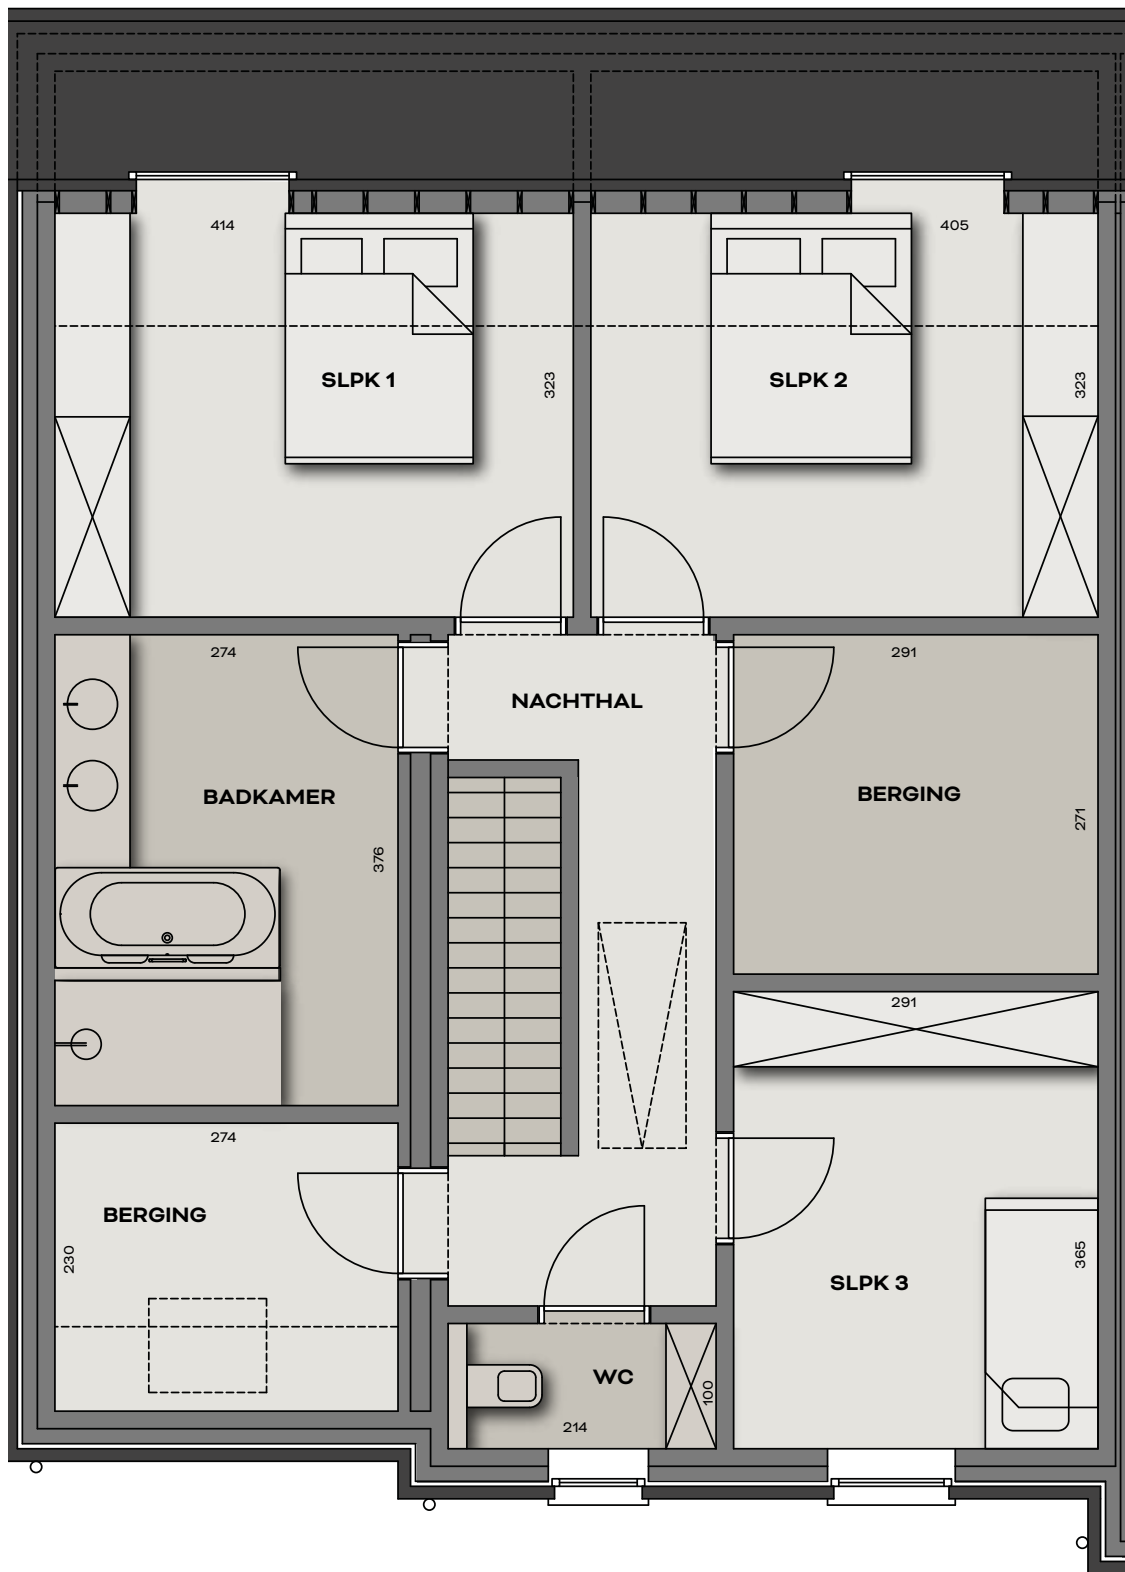 414
405
SLPK 1
323
SLPK 2
323
274
NACHTHAL
291
BADKAMER
376
BERGING
271
291
274
BERGING
230
SLPK 3
365
WC
100
214